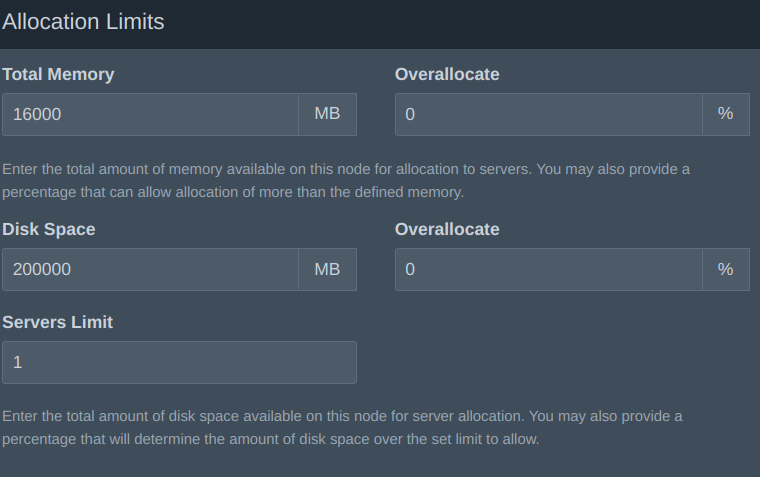 Allocation Limits
Total Memory
Overallocate
16000 MB
0 %
Enter the total amount of memory available on this node for allocation to servers. You may also provide a
percentage that can allow allocation of more than the defined memory.
Disk Space
Overallocate
200000 MB
0 %
Servers Limit
1
Enter the total amount of disk space available on this node for server allocation. You may also provide a
percentage that will determine the amount of disk space over the set limit to allow.